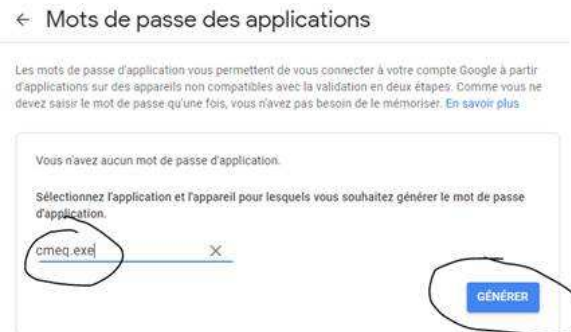 ← Mots de passe des applications
Les mots de passe d'application vous permettent de vous connecter à votre compte Google à partir
d'applications sur des appareils non compatibles avec la validation en deux étapes. Comme vous ne
devez saisir le mot de passe qu'une fois, vous n'avez pas besoin de le mémoriser. En savoir plus
Vous n'avez aucun mot de passe d'application.
Sélectionnez l'application et l'appareil pour lesquels vous souhaitez générer le mot de passe
d'application.
cmeq.exe
GÉNÉRER